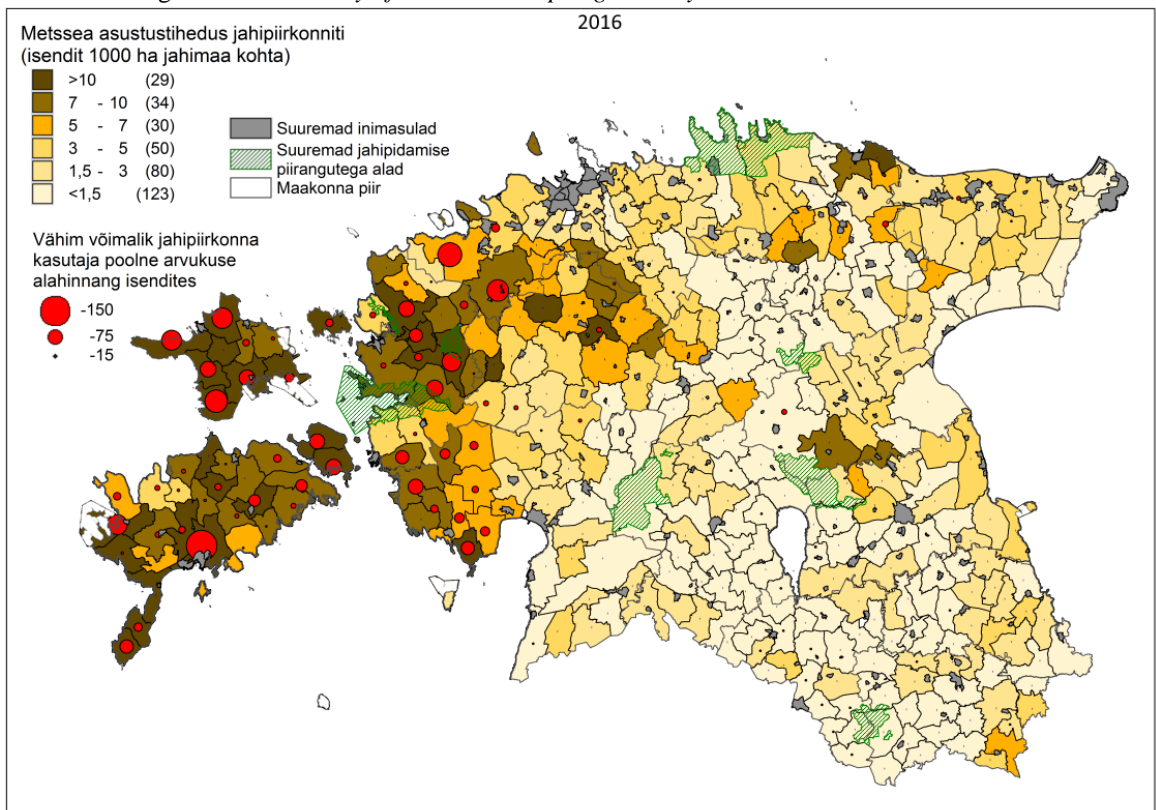 2016
Metssea asustustihedus jahipiirkonniti
(isendit 1000 ha jahimaa kohta)
>10 (29)
7 - 10 (34)
5 - 7 (30)
3 - 5 (50)
1,5 - 3 (80)
<1,5 (123)
Suuremad inimasulad
Suuremad jahipidamise
piirangutega alad
Maakonna piir
Vähim võimalik jahipiirkonna
kasutaja poolne arvukuse
alahinnang isendites
-150
-75
-15